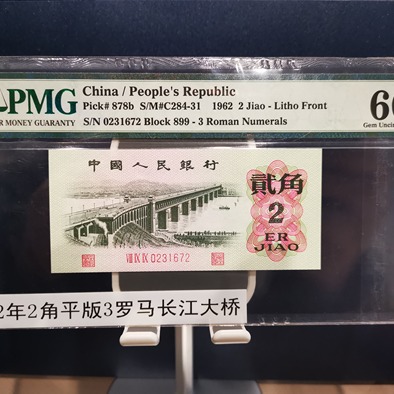 PMG
China / People's Republic
Pick# 878b S/M#C284-31 1962 2 Jiao - Litho Front
S/N 0231672 Block 899 - 3 Roman Numerals
MONEY GUARANTY
Gem Uncirc
中國人民銀行
貳角
2
ER
JIAO
VIII IX IX 0231672
2年2角平版3罗马长江大桥